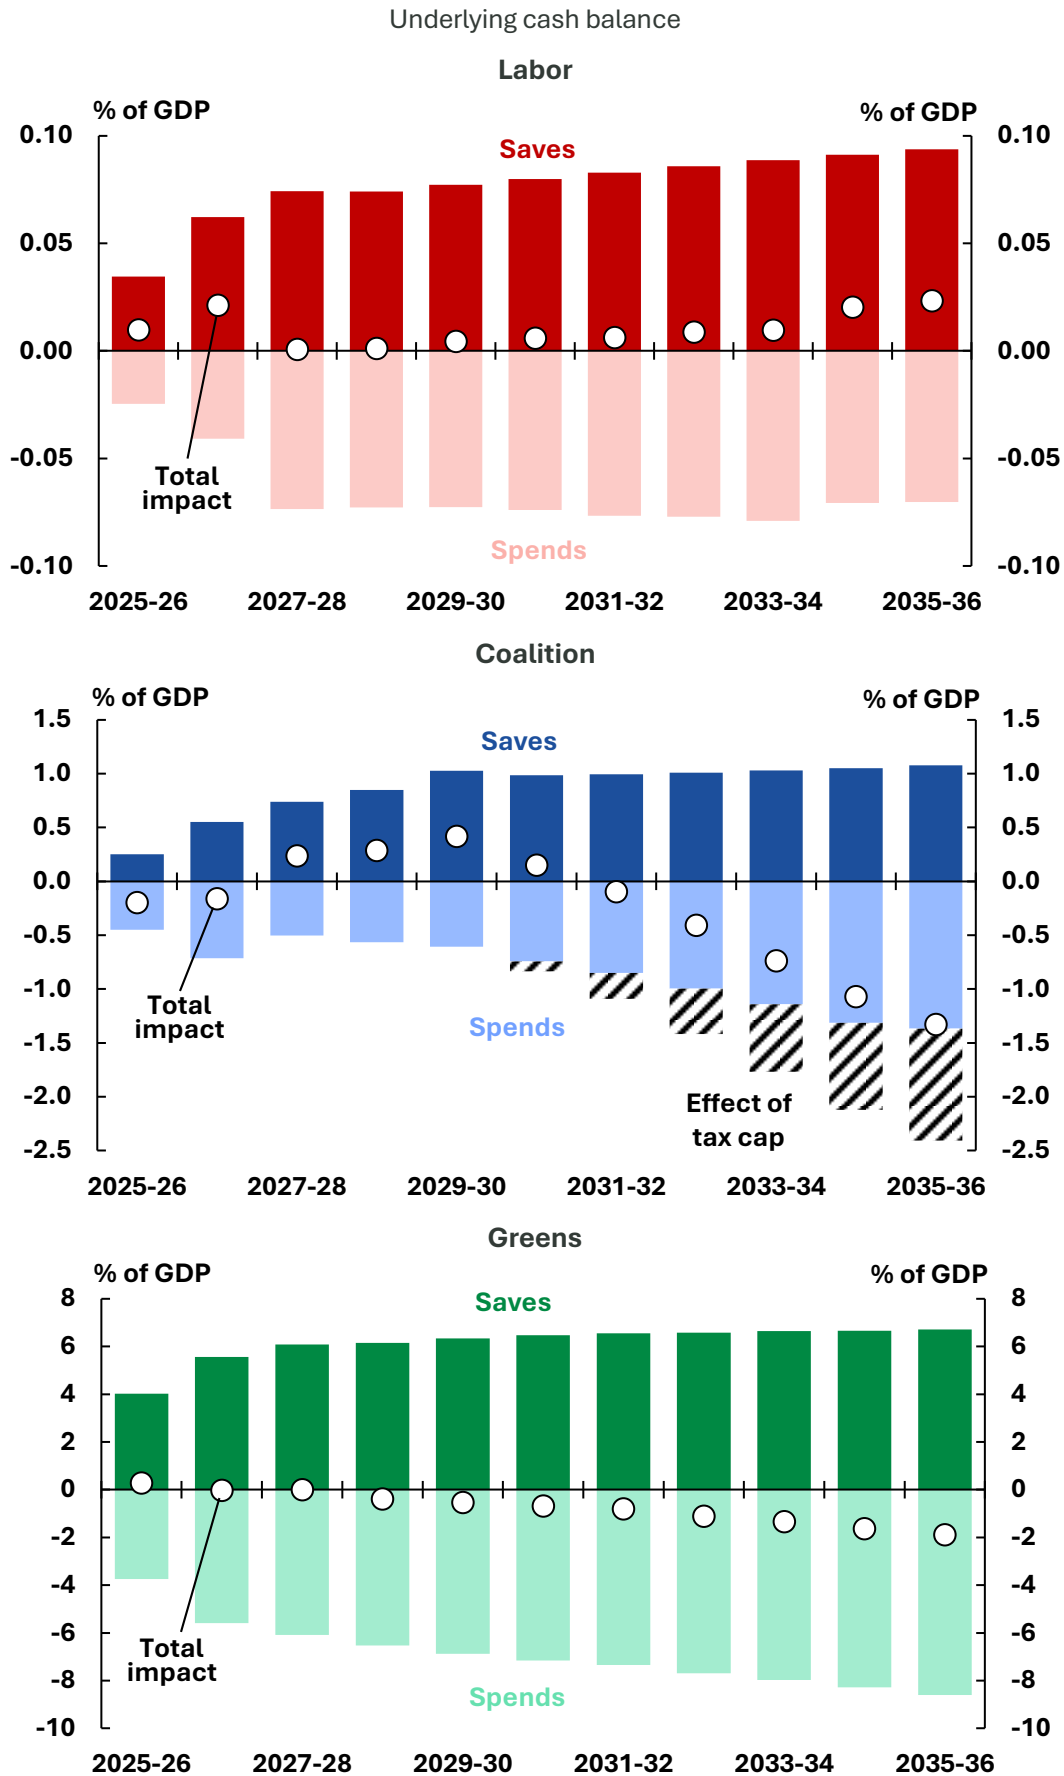 Underlying cash balance
Labor
% of GDP % of GDP
0.10 Saves 0.10
0.05 0.05
0.00 0.00
-0.05 -0.05
Total
impact
Spends
-0.10 -0.10
2025-26 2027-28 2029-30 2031-32 2033-34 2035-36
Coalition
% of GDP % of GDP
1.5 1.5
Saves
1.0 1.0
0.5 0.5
0.0 0.0
-0.5 -0.5
-1.0 -1.0
Total
impact
Spends
-1.5 -1.5
-2.0 -2.0
Effect of
tax cap
-2.5 -2.5
2025-26 2027-28 2029-30 2031-32 2033-34 2035-36
Greens
% of GDP % of GDP
8 Saves 8
6 6
4 4
2 2
0 0
-2 -2
-4 -4
-6 -6
Total
impact
-8 -8
Spends
-10 -10
2025-26 2027-28 2029-30 2031-32 2033-34 2035-36